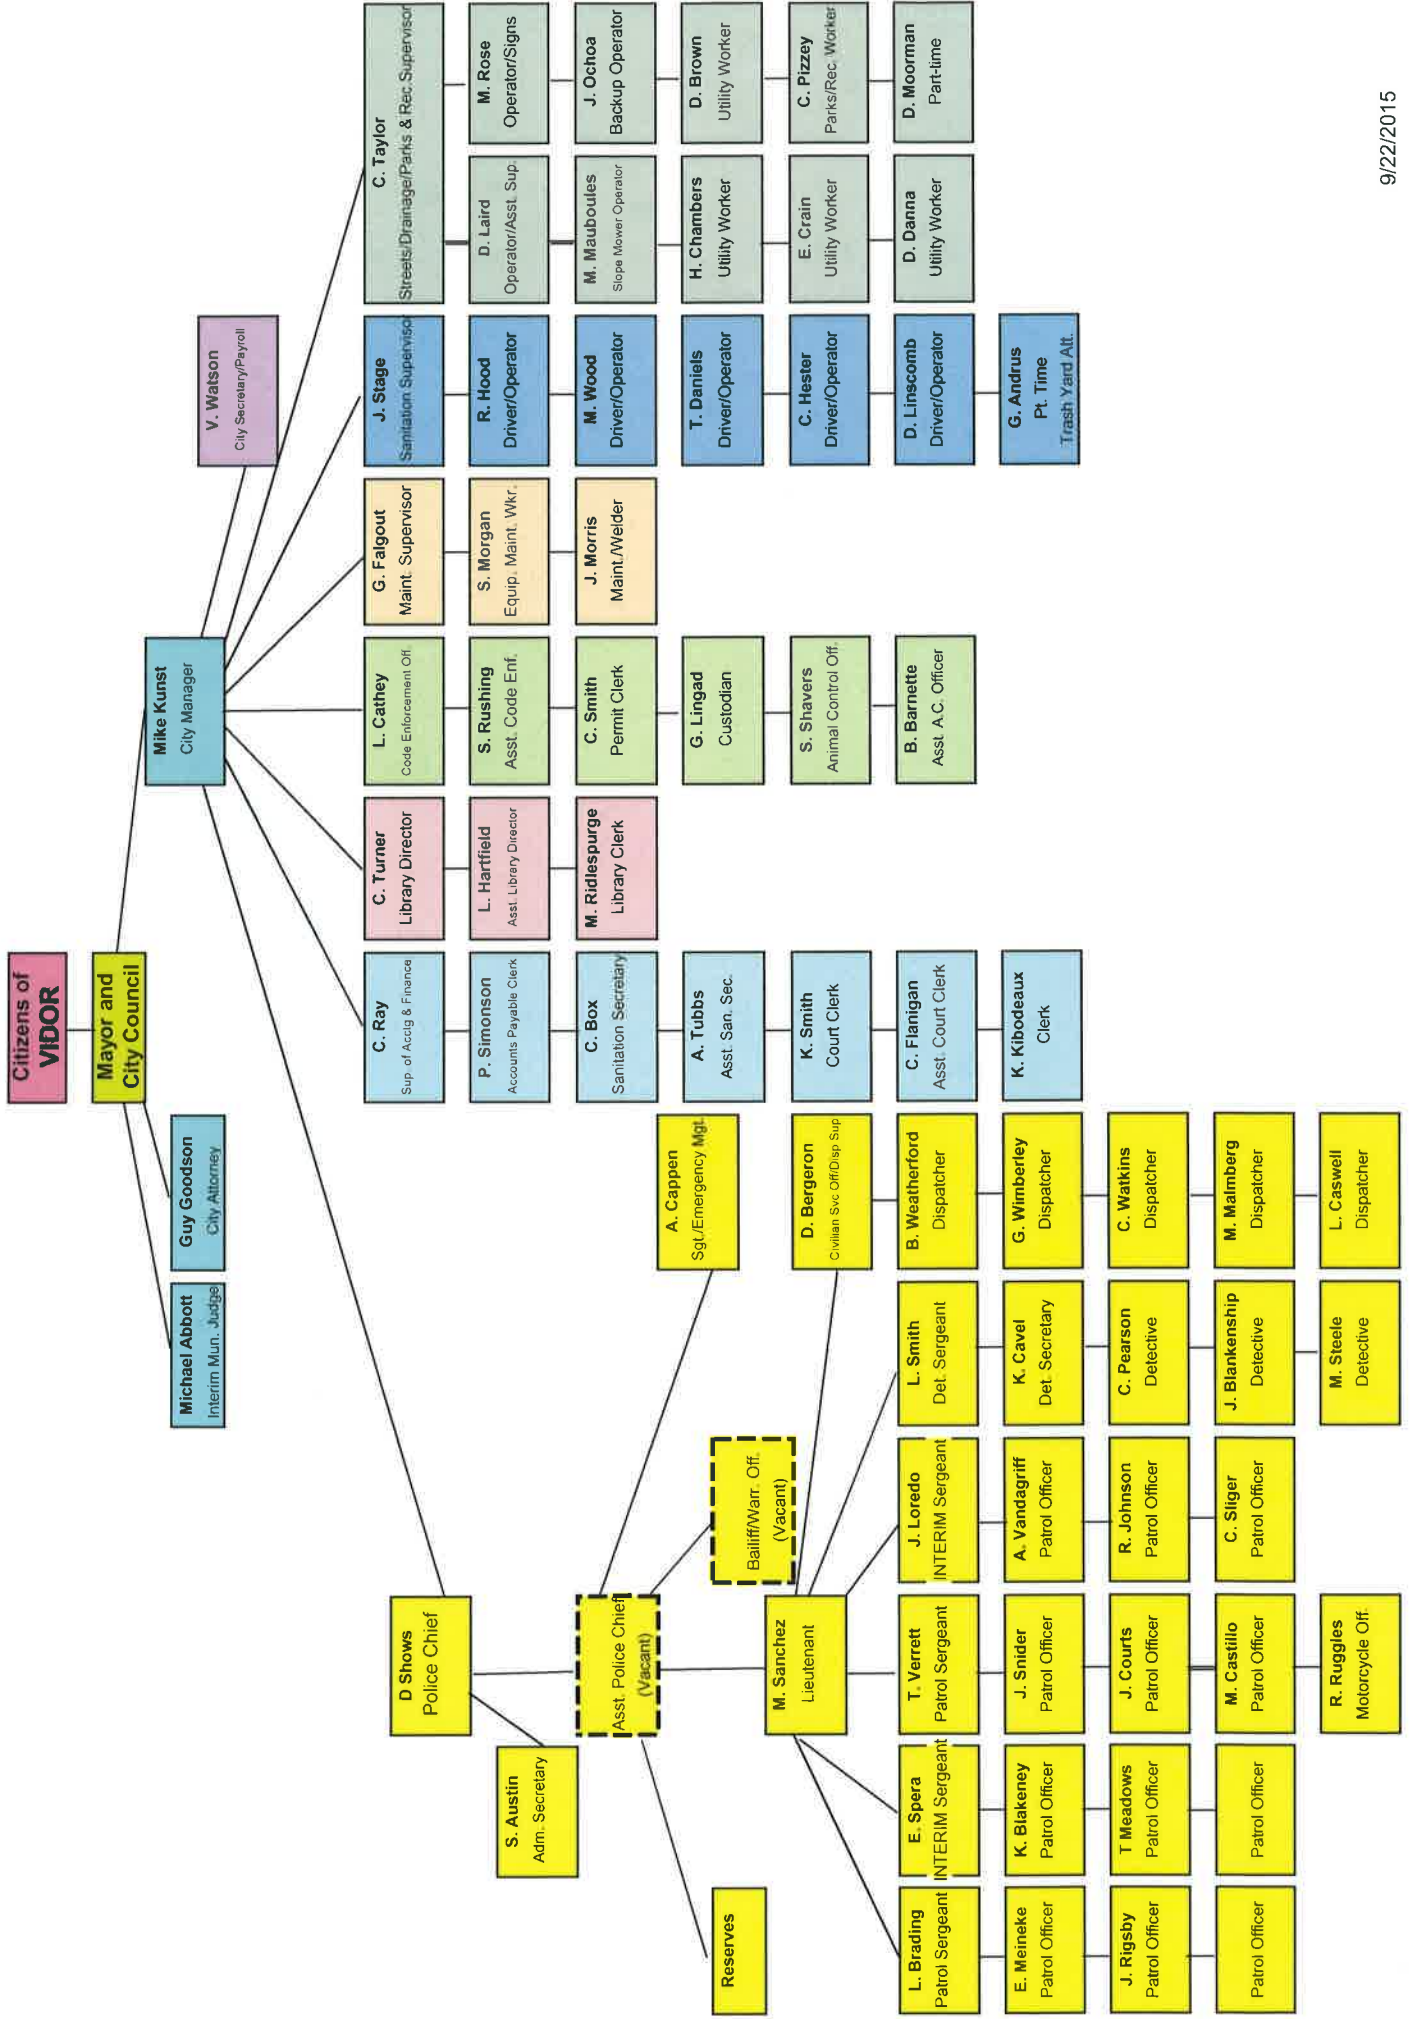 Citizens of
VIDOR
Mayor and
City Council
Michael Abbott
Interim Mun. Judge
Guy Goodson
City Attorney
Mike Kunst
City Manager
V. Watson
City Secretary/Payroll
D Shows
Police Chief
S. Austin
Adm. Secretary
Asst. Police Chief
(Vacant)
Reserves
Bailiff/Warr. Off.
(Vacant)
A. Cappen
Sgt./Emergency Mgt.
M. Sanchez
Lieutenant
D. Bergeron
Civilian Svc Off/Disp Sup
L. Brading
Patrol Sergeant
E. Meineke
Patrol Officer
J. Rigsby
Patrol Officer
Patrol Officer
E. Spera
INTERIM Sergeant
K. Blakeney
Patrol Officer
T Meadows
Patrol Officer
Patrol Officer
T. Verrett
Patrol Sergeant
J. Snider
Patrol Officer
J. Courts
Patrol Officer
M. Castillo
Patrol Officer
R. Ruggles
Motorcycle Off.
J. Loredo
INTERIM Sergeant
A. Vandagriff
Patrol Officer
R. Johnson
Patrol Officer
C. Sliger
Patrol Officer
L. Smith
Det. Sergeant
K. Cavel
Det. Secretary
C. Pearson
Detective
J. Blankenship
Detective
M. Steele
Detective
B. Weatherford
Dispatcher
G. Wimberley
Dispatcher
C. Watkins
Dispatcher
M. Malmberg
Dispatcher
L. Caswell
Dispatcher
C. Ray
Sup. of Acctg & Finance
P. Simonson
Accounts Payable Clerk
C. Box
Sanitation Secretary
A. Tubbs
Asst. San. Sec.
K. Smith
Court Clerk
C. Flanigan
Asst. Court Clerk
K. Kibodeaux
Clerk
C. Turner
Library Director
L. Hartfield
Asst. Library Director
M. Ridlespurge
Library Clerk
L. Cathey
Code Enforcement Off.
S. Rushing
Asst. Code Enf.
C. Smith
Permit Clerk
G. Lingad
Custodian
S. Shavers
Animal Control Off.
B. Barnette
Asst A.C. Officer
G. Falgout
Maint. Supervisor
S. Morgan
Equip. Maint. Wkr.
J. Morris
Maint./Welder
J. Stage
Sanitation Supervisor
R. Hood
Driver/Operator
M. Wood
Driver/Operator
T. Daniels
Driver/Operator
C. Hester
Driver/Operator
D. Linscomb
Driver/Operator
G. Andrus
Pt. Time
Trash Yard Att.
C. Taylor
Streets/Drainage/Parks & Rec.Supervisor
D. Laird
Operator/Asst. Sup.
M. Mauboules
Slope Mower Operator
H. Chambers
Utility Worker
E. Crain
Utility Worker
D. Danna
Utility Worker
M. Rose
Operator/Signs
J. Ochoa
Backup Operator
D. Brown
Utility Worker
C. Pizzey
Parks/Rec. Worker
D. Moorman
Part-time
9/22/2015